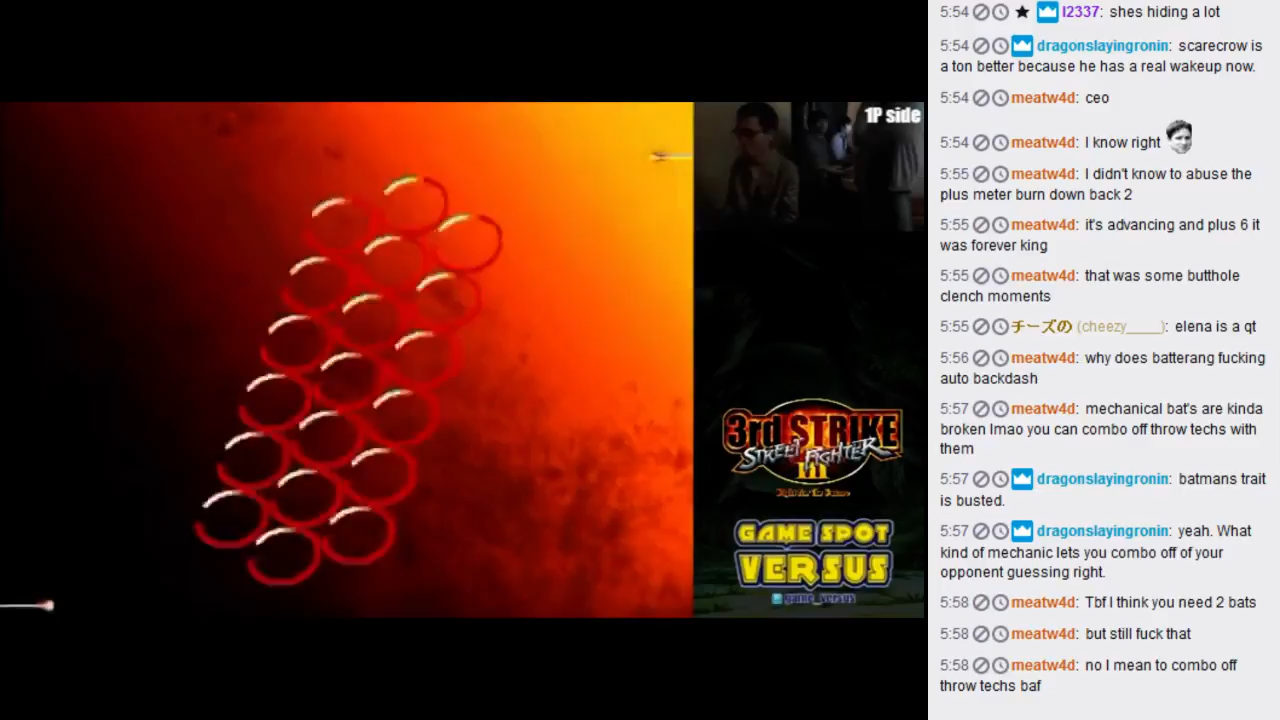 1P side
3rd STRIKE
STREET FIGHTER
III
Fight for the Future
GAME SPOT
VERSUS
game_versus
5:54 l2337: shes hiding a lot
5:54 dragonslayingronin: scarecrow is
a ton better because he has a real wakeup now.
5:54 meatw4d: ceo
5:54 meatw4d: I know right
5:55 meatw4d: I didn't know to abuse the
plus meter burn down back 2
5:55 meatw4d: it's advancing and plus 6 it
was forever king
5:55 meatw4d: that was some butthole
clench moments
5:55 チーズの (cheezy____): elena is a qt
5:56 meatw4d: why does batterang fucking
auto backdash
5:57 meatw4d: mechanical bat's are kinda
broken lmao you can combo off throw techs with
them
5:57 dragonslayingronin: batmans trait
is busted.
5:57 dragonslayingronin: yeah. What
kind of mechanic lets you combo off of your
opponent guessing right.
5:58 meatw4d: Tbf I think you need 2 bats
5:58 meatw4d: but still fuck that
5:58 meatw4d: no I mean to combo off
throw techs baf